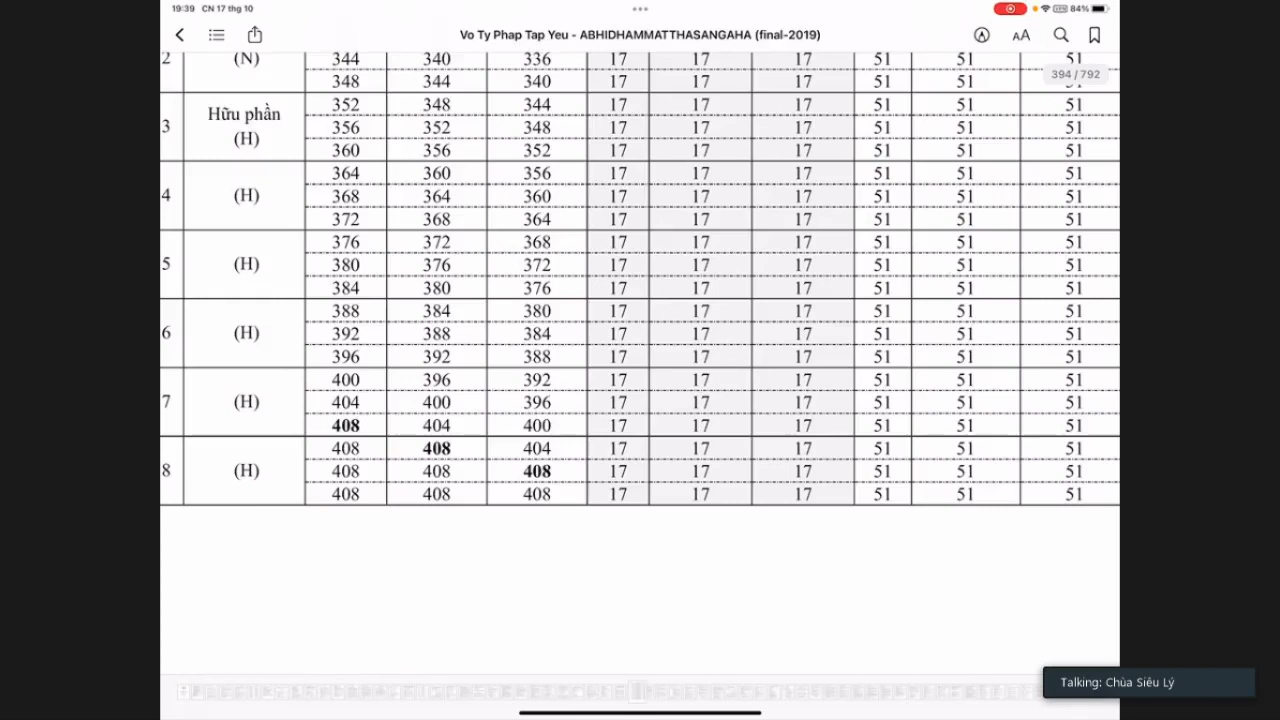 19:39 CN 17 thg 10
84%
Vo Ty Phap Tap Yeu - ABHIDHAMMATTHASANGAHA (final-2019)
AA
394 / 792
2 (N) 344 340 336 17 17 17 51 51 51
348 344 340 17 17 17 51 51 51
352 348 344 17 17 17 51 51 51
3 Hữu phần (H) 356 352 348 17 17 17 51 51 51
360 356 352 17 17 17 51 51 51
364 360 356 17 17 17 51 51 51
4 (H) 368 364 360 17 17 17 51 51 51
372 368 364 17 17 17 51 51 51
376 372 368 17 17 17 51 51 51
5 (H) 380 376 372 17 17 17 51 51 51
384 380 376 17 17 17 51 51 51
388 384 380 17 17 17 51 51 51
6 (H) 392 388 384 17 17 17 51 51 51
396 392 388 17 17 17 51 51 51
400 396 392 17 17 17 51 51 51
7 (H) 404 400 396 17 17 17 51 51 51
408 404 400 17 17 17 51 51 51
408 408 404 17 17 17 51 51 51
8 (H) 408 408 408 17 17 17 51 51 51
408 408 408 17 17 17 51 51 51
Talking: Chùa Siêu Lý